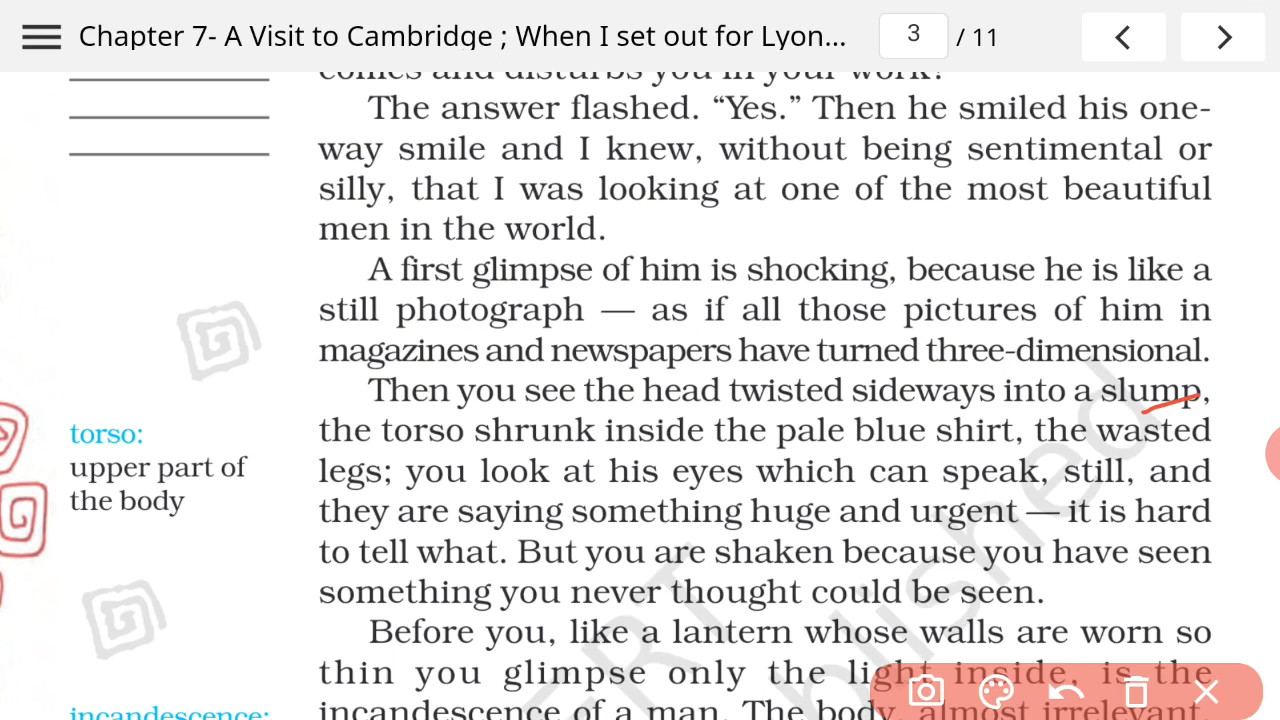 Chapter 7- A Visit to Cambridge ; When I set out for Lyon...
3 / 11
comes and disturbs you in your work?
The answer flashed. “Yes.” Then he smiled his one-
way smile and I knew, without being sentimental or
silly, that I was looking at one of the most beautiful
men in the world.
A first glimpse of him is shocking, because he is like a
still photograph — as if all those pictures of him in
magazines and newspapers have turned three-dimensional.
Then you see the head twisted sideways into a slump,
the torso shrunk inside the pale blue shirt, the wasted
legs; you look at his eyes which can speak, still, and
they are saying something huge and urgent — it is hard
to tell what. But you are shaken because you have seen
something you never thought could be seen.
Before you, like a lantern whose walls are worn so
thin you glimpse only the light inside, is the
incandescence of a man. The body, almost irrelevant,
torso:
upper part of
the body
incandescence:
blished